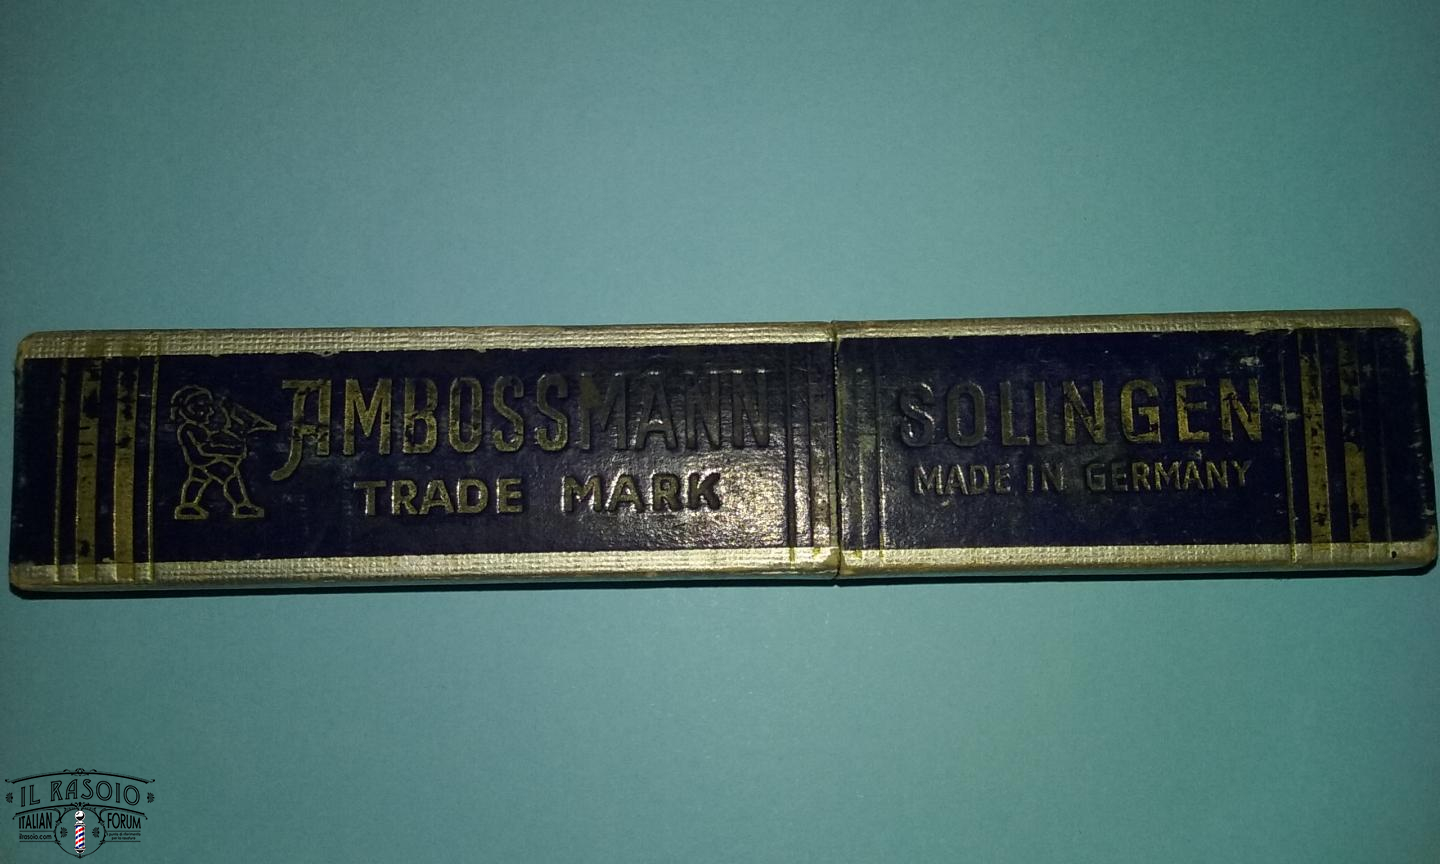 AMBOSSMANN
TRADE MARK
SOLINGEN
MADE IN GERMANY
IL RASOIO
ITALIAN FORUM
ilrasoio.com